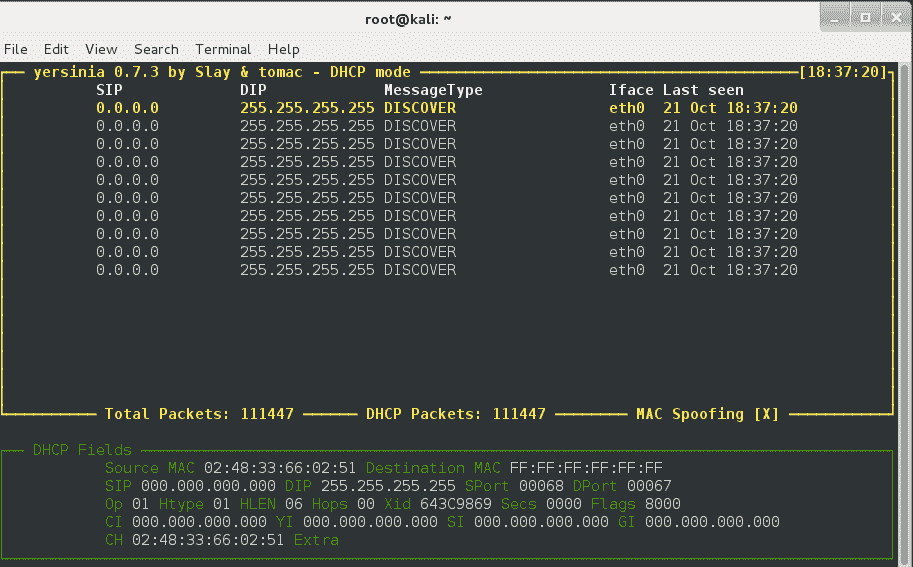 root@kali: ~
File Edit View Search Terminal Help
yersinia 0.7.3 by Slay & tomac - DHCP mode [18:37:20]
SIP DIP MessageType Iface Last seen
0.0.0.0 255.255.255.255 DISCOVER eth0 21 Oct 18:37:20
0.0.0.0 255.255.255.255 DISCOVER eth0 21 Oct 18:37:20
0.0.0.0 255.255.255.255 DISCOVER eth0 21 Oct 18:37:20
0.0.0.0 255.255.255.255 DISCOVER eth0 21 Oct 18:37:20
0.0.0.0 255.255.255.255 DISCOVER eth0 21 Oct 18:37:20
0.0.0.0 255.255.255.255 DISCOVER eth0 21 Oct 18:37:20
0.0.0.0 255.255.255.255 DISCOVER eth0 21 Oct 18:37:20
0.0.0.0 255.255.255.255 DISCOVER eth0 21 Oct 18:37:20
0.0.0.0 255.255.255.255 DISCOVER eth0 21 Oct 18:37:20
0.0.0.0 255.255.255.255 DISCOVER eth0 21 Oct 18:37:20
Total Packets: 111447 DHCP Packets: 111447 MAC Spoofing [X]
DHCP Fields
Source MAC 02:48:33:66:02:51 Destination MAC FF:FF:FF:FF:FF:FF
SIP 000.000.000.000 DIP 255.255.255.255 SPort 00068 DPort 00067
Op 01 Htype 01 HLEN 06 Hops 00 Xid 643C9869 Secs 0000 Flags 8000
CI 000.000.000.000 YI 000.000.000.000 SI 000.000.000.000 GI 000.000.000.000
CH 02:48:33:66:02:51 Extra